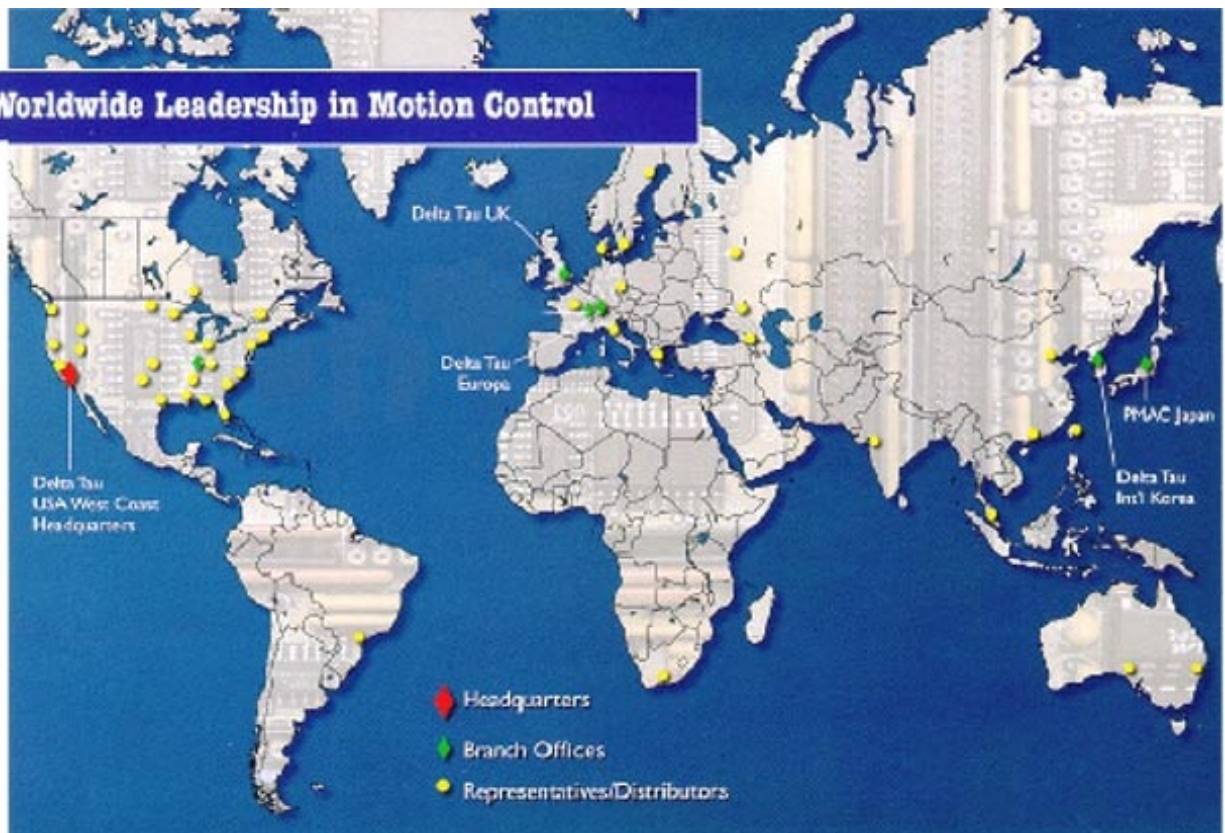 Worldwide Leadership in Motion Control
Delta Tau UK
Delta Tau
Europa
PMAC Japan
Delta Tau
Int'l Korea
Delta Tau
USA West Coast
Headquarters
Headquarters
Branch Offices
Representatives/Distributors